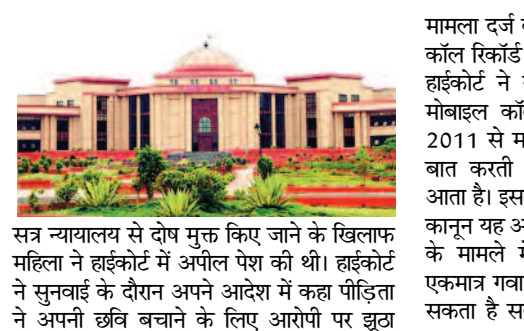 सत्र न्यायालय से दोष मुक्त किए जाने के खिलाफ
महिला ने हाईकोर्ट में अपील पेश की थी। हाईकोर्ट
ने सुनवाई के दौरान अपने आदेश में कहा पीड़िता
ने अपनी छवि बचाने के लिए आरोपी पर झूठा
मामला दर्ज
कॉल रिकॉर्ड
हाईकोर्ट ने
मोबाइल
2011 से
बात करती
आता है। इस
कानून यह
के मामले
एकमात्र गवा
सकता है